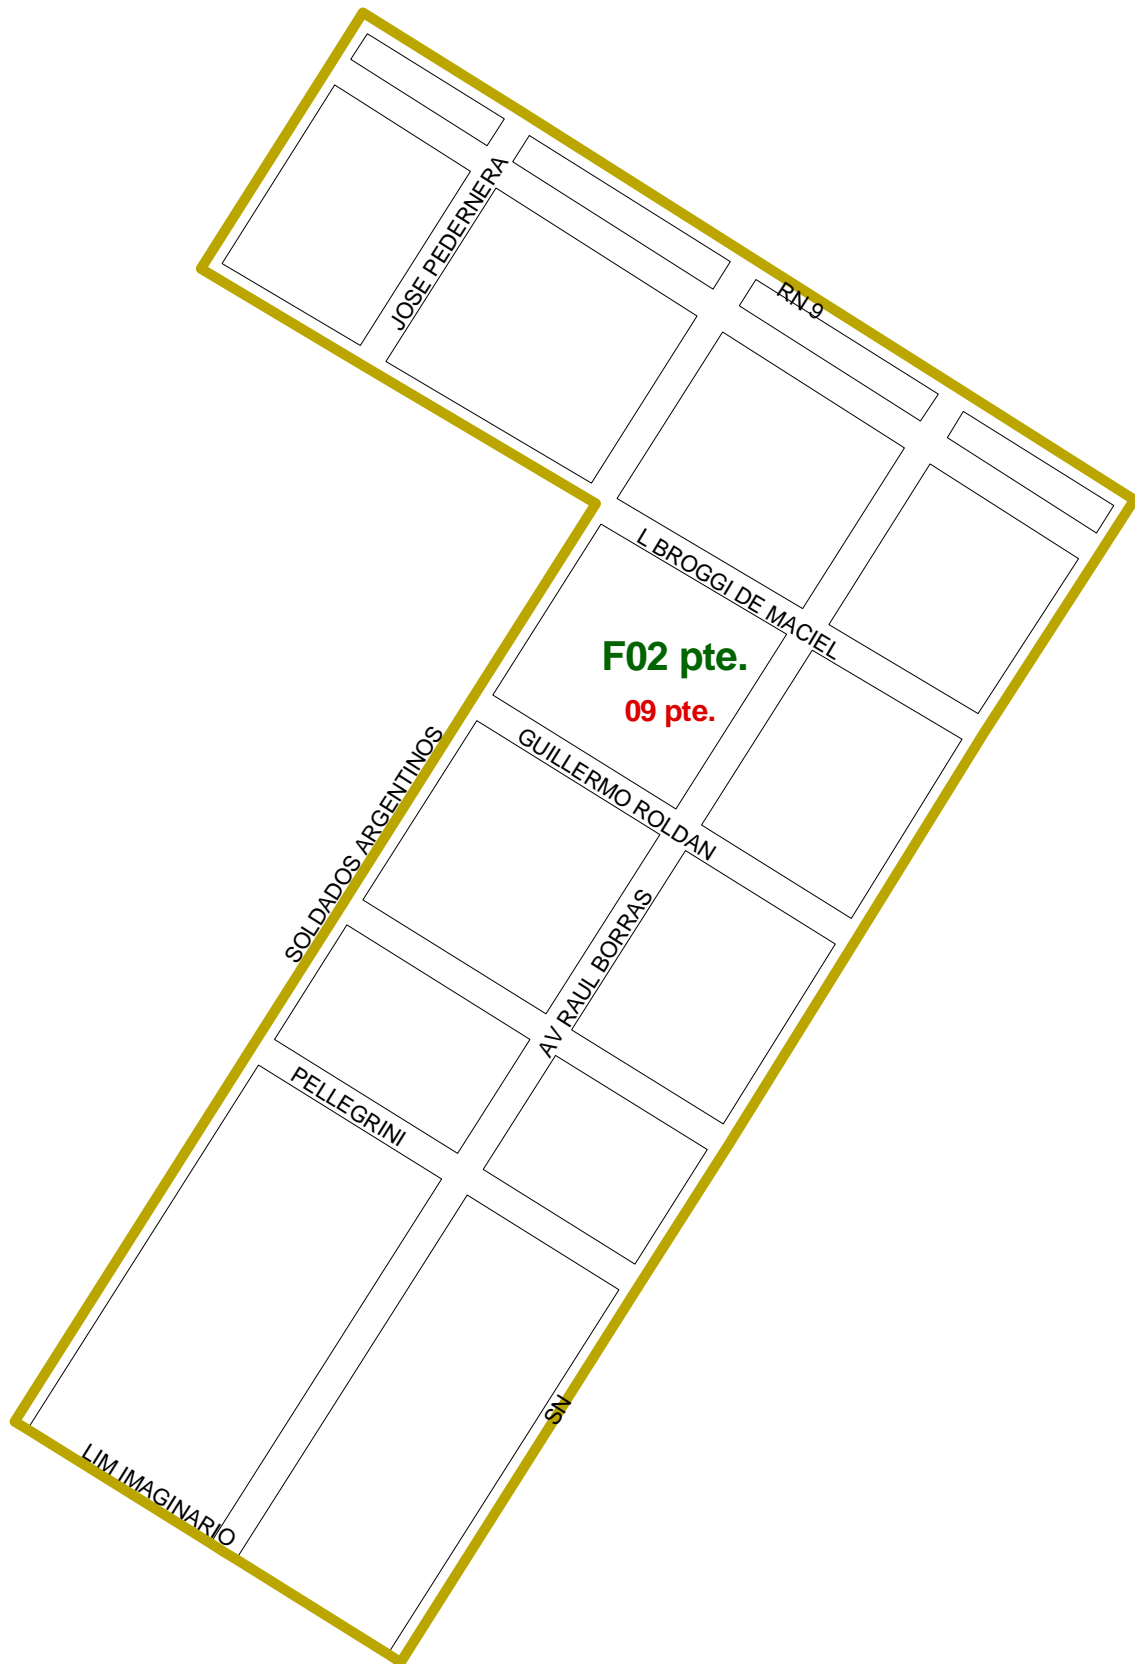 JOSE PEDERNERA
RN 9
L BROGGI DE MACIEL
F02 pte.
09 pte.
GUILLERMO ROLDAN
SOLDADOS ARGENTINOS
AV RAUL BORRAS
PELLEGRINI
SN
LIM IMAGINARIO